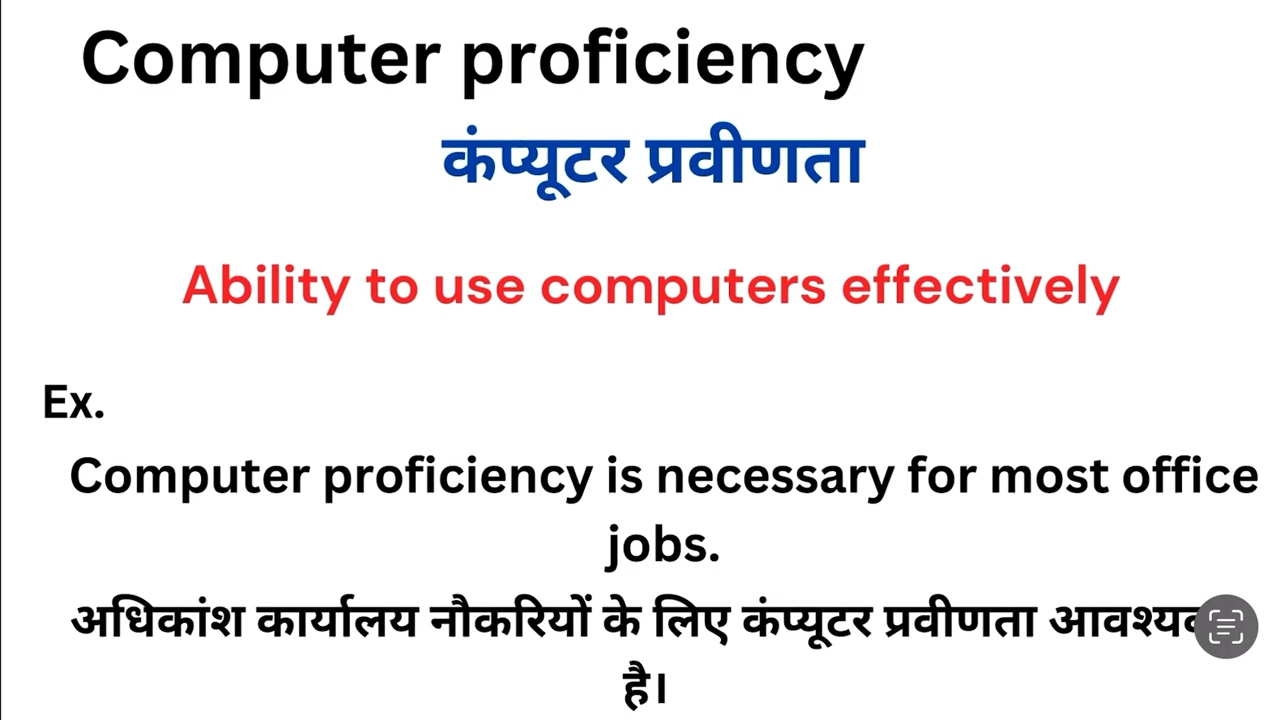 Computer proficiency
कंप्यूटर प्रवीणता
Ability to use computers effectively
Ex.
Computer proficiency is necessary for most office
jobs.
अधिकांश कार्यालय नौकरियों के लिए कंप्यूटर प्रवीणता
है।